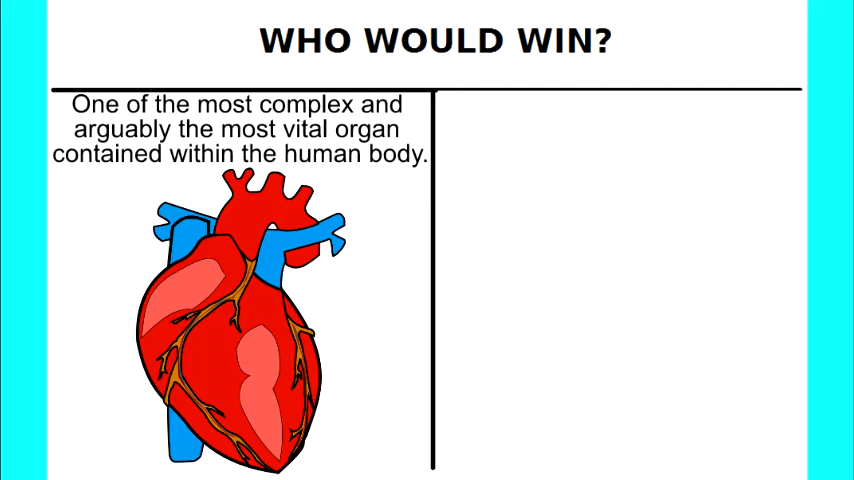 WHO WOULD WIN?
One of the most complex and
arguably the most vital organ
contained within the human body.